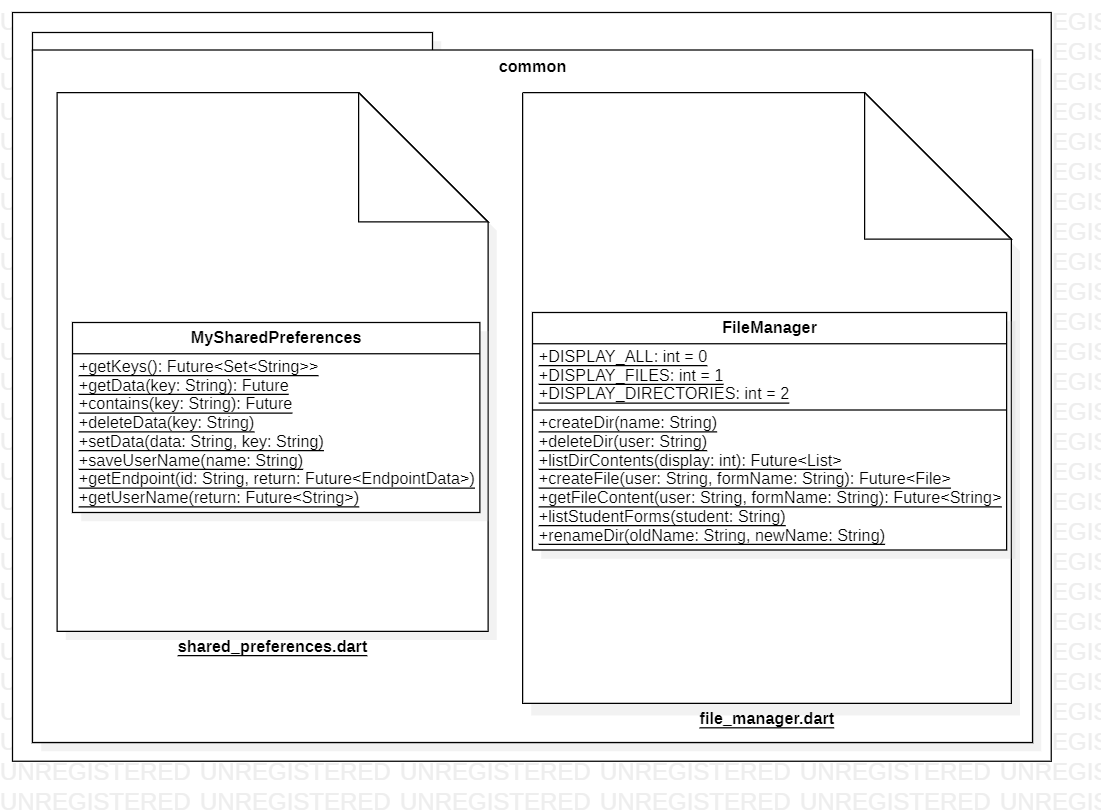 common
MySharedPreferences
+getKeys(): Future<Set<String>>
+getData(key: String): Future
+contains(key: String): Future
+deleteData(key: String)
+setData(data: String, key: String)
+saveUserName(name: String)
+getEndpoint(id: String, return: Future<EndpointData>)
+getUserName(return: Future<String>)
shared_preferences.dart
FileManager
+DISPLAY_ALL: int = 0
+DISPLAY_FILES: int = 1
+DISPLAY_DIRECTORIES: int = 2
+createDir(name: String)
+deleteDir(user: String)
+listDirContents(display: int): Future<List>
+createFile(user: String, formName: String): Future<File>
+getFileContent(user: String, formName: String): Future<String>
+listStudentForms(student: String)
+renameDir(oldName: String, newName: String)
file_manager.dart
UNREGISTERED UNREGISTERED UNREGISTERED UNREGISTERED UNREGISTERED UNREGIS
UNREGISTERED UNREGISTERED UNREGISTERED UNREGISTERED UNREGISTERED UNREGIS